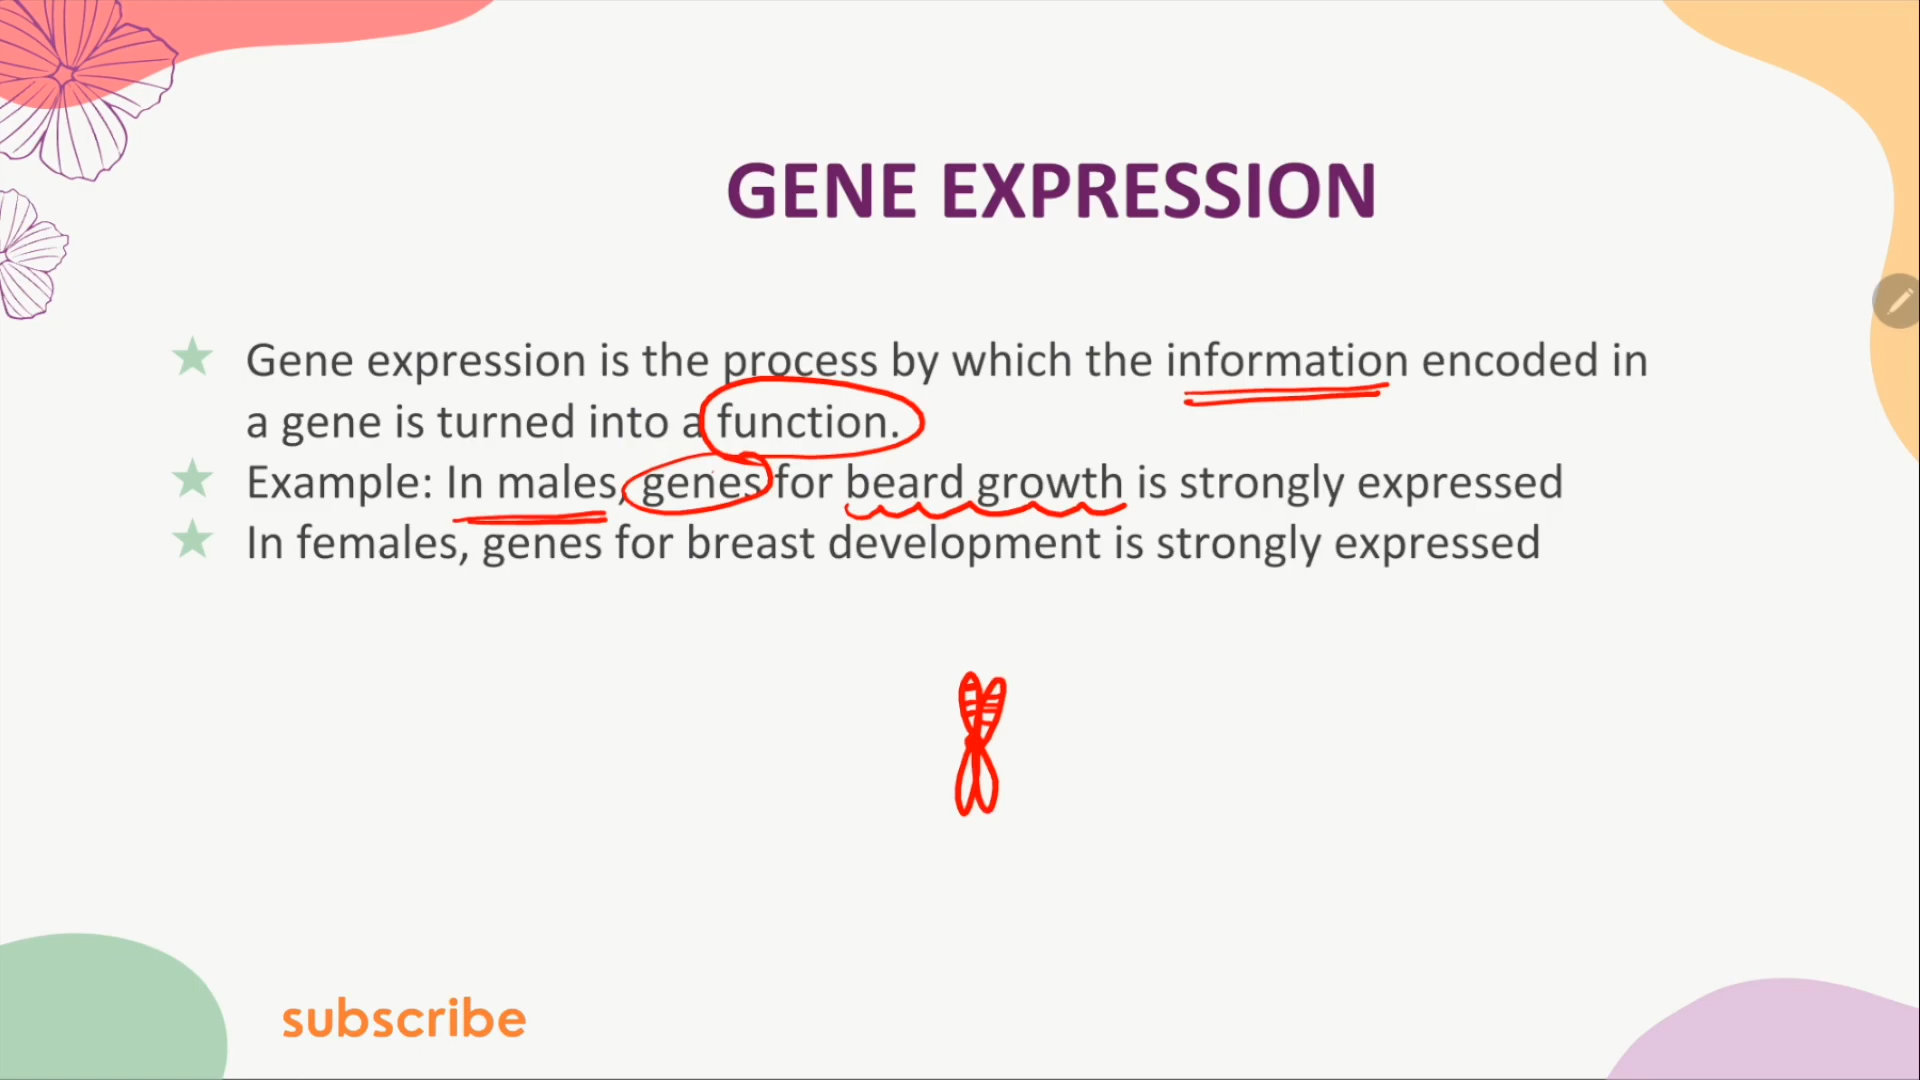 GENE EXPRESSION
Gene expression is the process by which the information encoded in
a gene is turned into a function.
Example: In males, genes for beard growth is strongly expressed
In females, genes for breast development is strongly expressed
subscribe